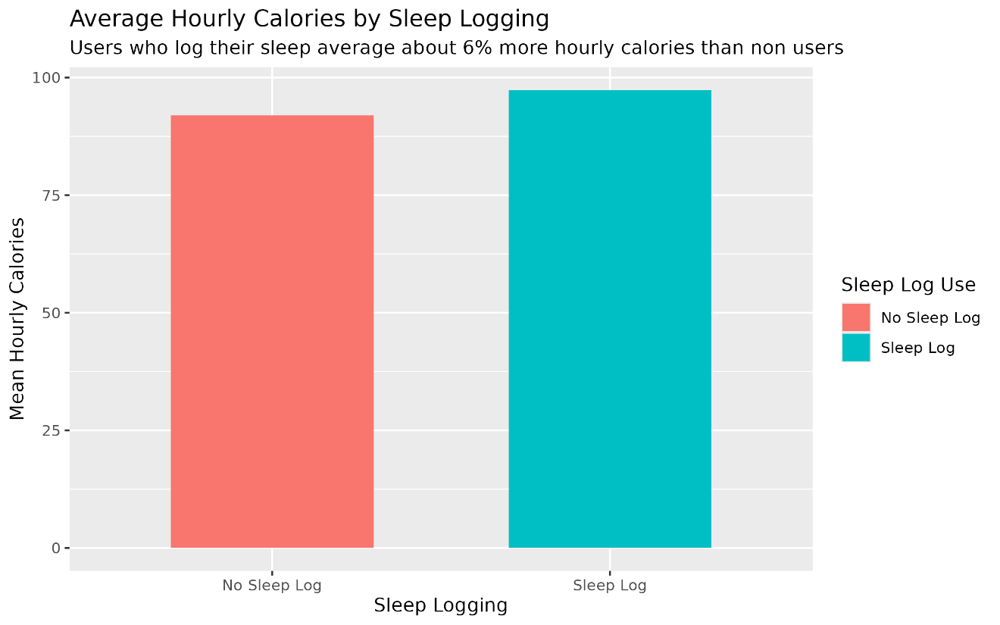 Average Hourly Calories by Sleep Logging
Users who log their sleep average about 6% more hourly calories than non users
100
75
50
25
0
Mean Hourly Calories
No Sleep Log
Sleep Log
Sleep Logging
Sleep Log Use
No Sleep Log
Sleep Log